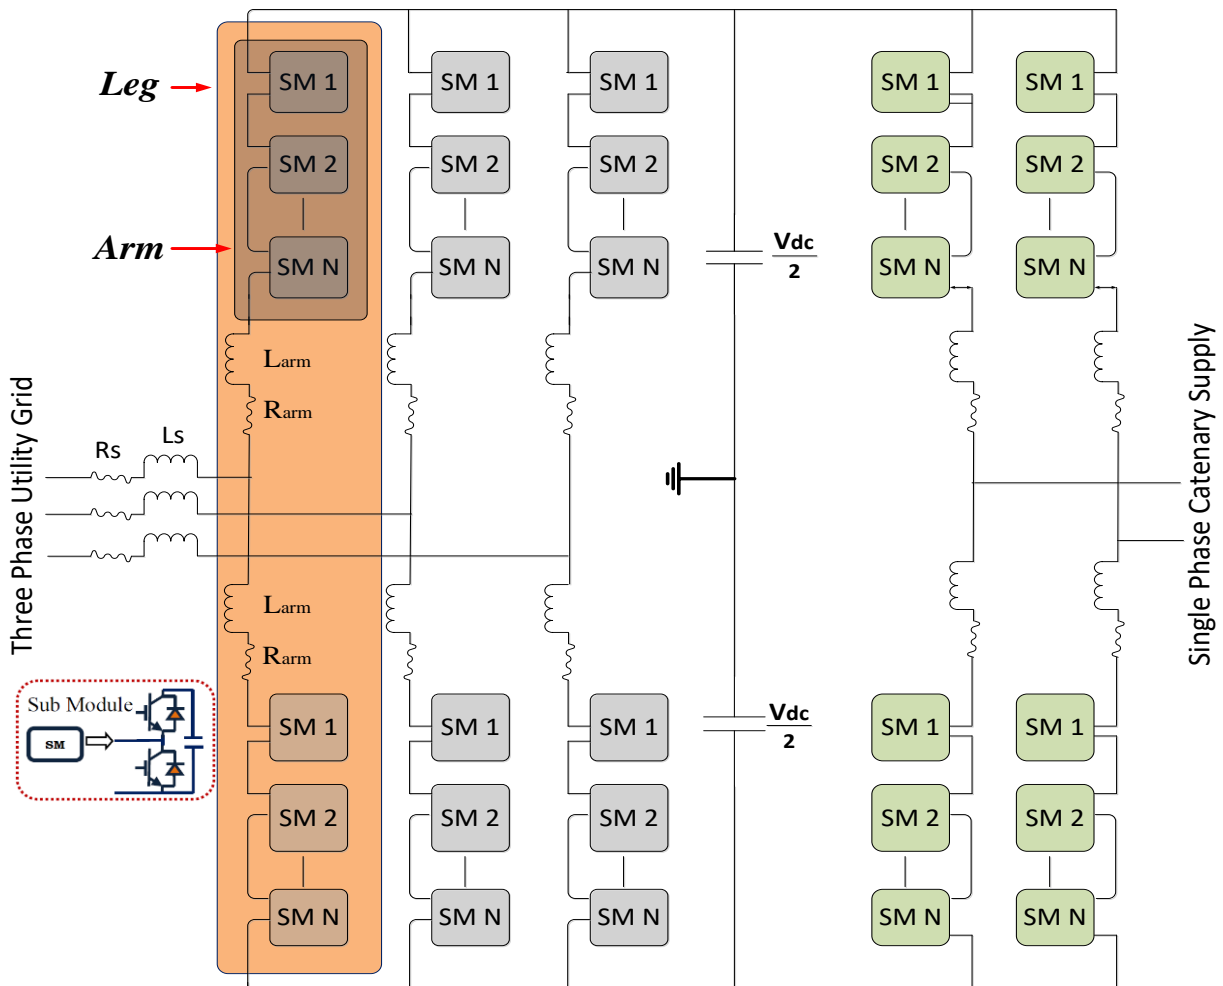 Leg
SM 1
SM 1
SM 1
SM 1
SM 1
SM 2
SM 2
SM 2
SM 2
SM 2
Arm
SM N
SM N
SM N
Vdc
2
SM N
SM N
Larm
Rarm
Three Phase Utility Grid
Rs
Ls
Single Phase Catenary Supply
Larm
Rarm
Sub Module
SM
SM 1
SM 1
SM 1
Vdc
2
SM 1
SM 1
SM 2
SM 2
SM 2
SM 2
SM 2
SM N
SM N
SM N
SM N
SM N